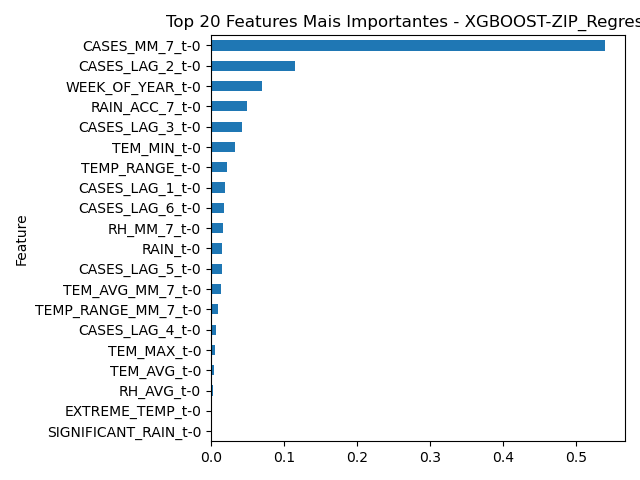 Top 20 Features Mais Importantes - XGBOOST-ZIP_Regres
CASES_MM_7_t-0
CASES_LAG_2_t-0
WEEK_OF_YEAR_t-0
RAIN_ACC_7_t-0
CASES_LAG_3_t-0
TEM_MIN_t-0
TEMP_RANGE_t-0
CASES_LAG_1_t-0
CASES_LAG_6_t-0
RH_MM_7_t-0
RAIN_t-0
CASES_LAG_5_t-0
TEM_AVG_MM_7_t-0
TEMP_RANGE_MM_7_t-0
CASES_LAG_4_t-0
TEM_MAX_t-0
TEM_AVG_t-0
RH_AVG_t-0
EXTREME_TEMP_t-0
SIGNIFICANT_RAIN_t-0
Feature
0.0 0.1 0.2 0.3 0.4 0.5